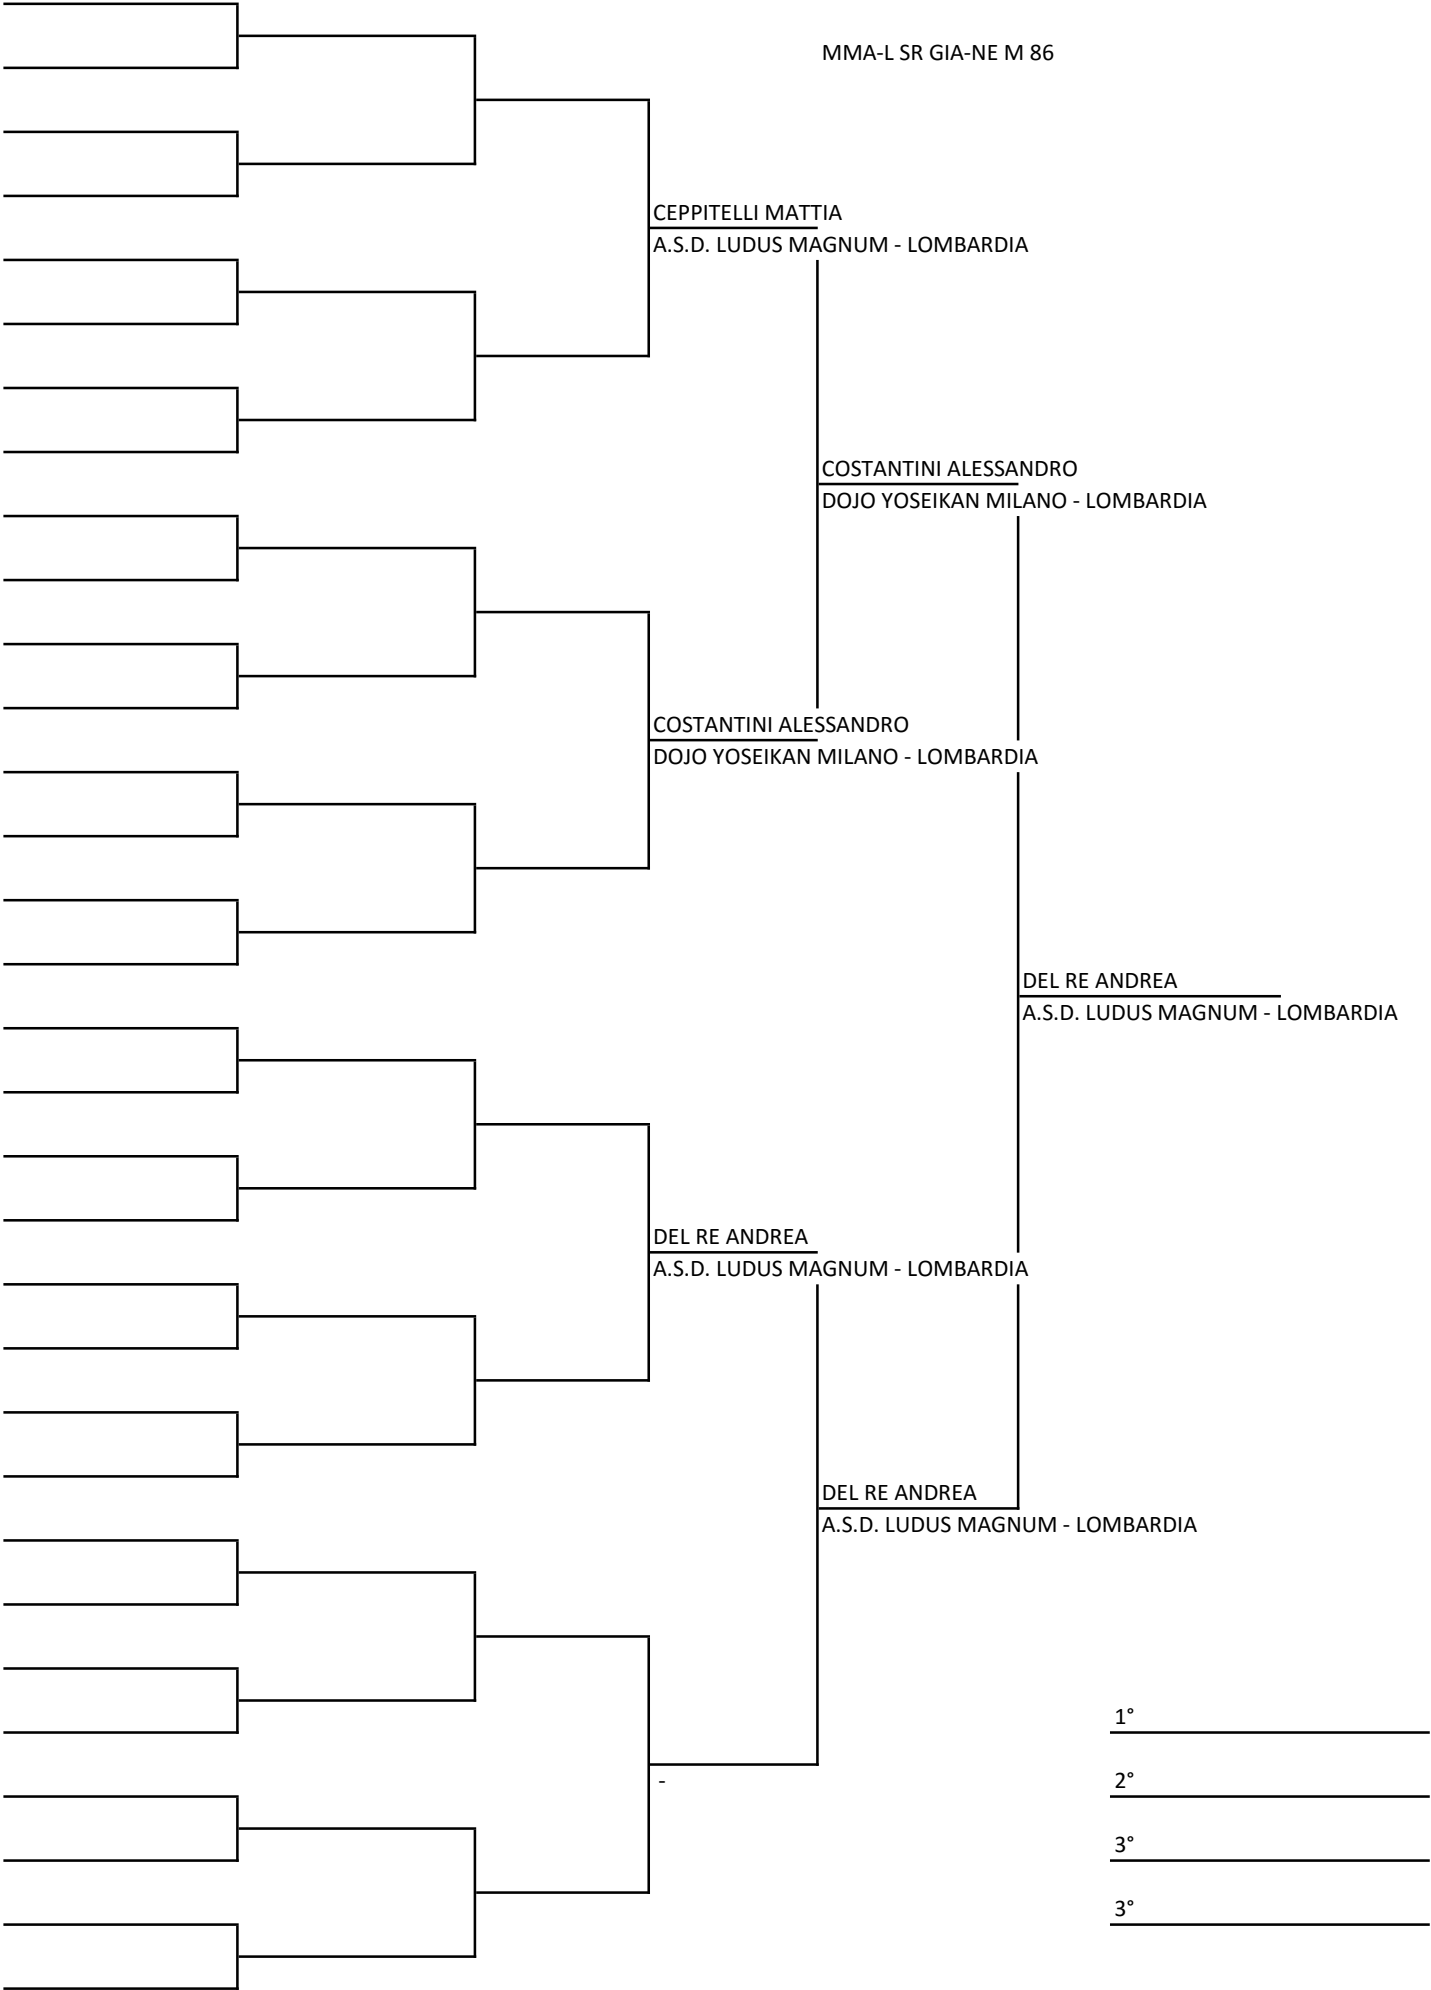 MMA-L SR GIA-NE M 86
CEPPITELLI MATTIA
A.S.D. LUDUS MAGNUM - LOMBARDIA
COSTANTINI ALESSANDRO
DOJO YOSEIKAN MILANO - LOMBARDIA
COSTANTINI ALESSANDRO
DOJO YOSEIKAN MILANO - LOMBARDIA
DEL RE ANDREA
A.S.D. LUDUS MAGNUM - LOMBARDIA
DEL RE ANDREA
A.S.D. LUDUS MAGNUM - LOMBARDIA
DEL RE ANDREA
A.S.D. LUDUS MAGNUM - LOMBARDIA
1°
-
2°
3°
3°